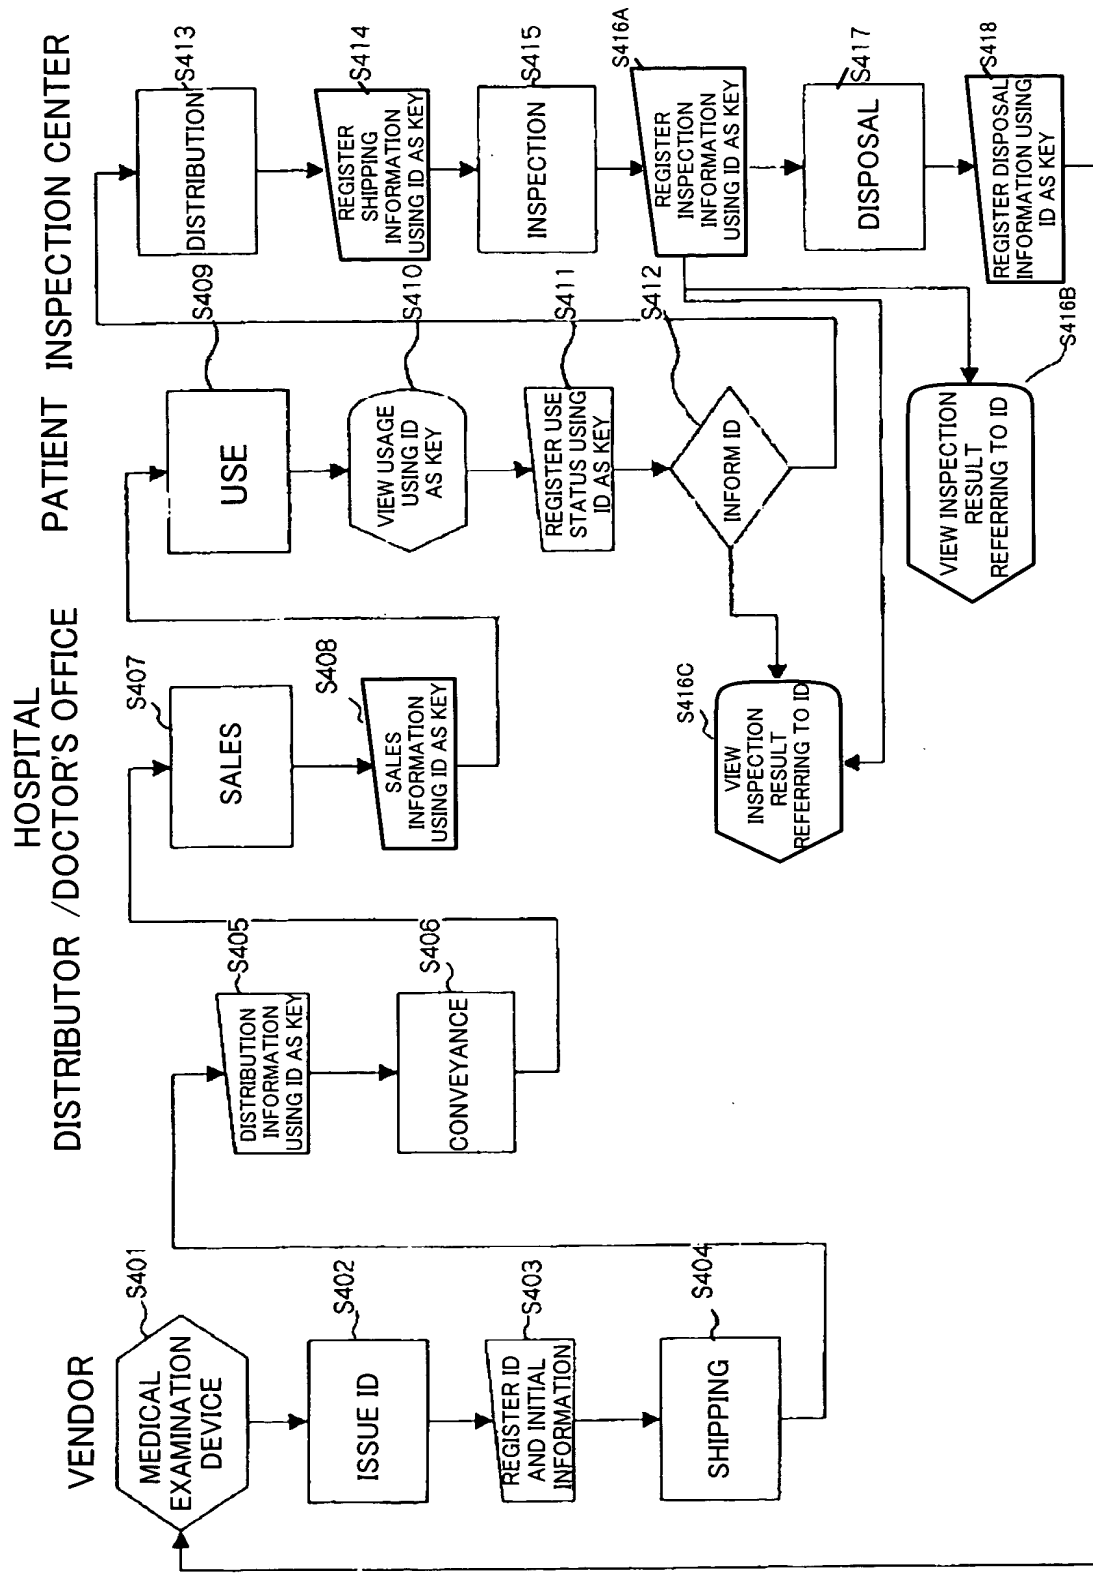 VENDOR
S401
MEDICAL
EXAMINATION
DEVICE
S402
ISSUE ID
S403
REGISTER ID
AND INITIAL
INFORMATION
S404
SHIPPING
HOSPITAL
DISTRIBUTOR /DOCTOR'S OFFICE
S405
DISTRIBUTION
INFORMATION
USING ID AS KEY
S406
CONVEYANCE
S407
SALES
S408
SALES
INFORMATION
USING ID AS KEY
PATIENT
S409
USE
S410
VIEW USAGE
USING ID
AS KEY
S411
REGISTER USE
STATUS USING
ID AS KEY
S412
INFORM ID
S416C
VIEW
INSPECTION
RESULT
REFERRING TO ID
INSPECTION CENTER
S413
DISTRIBUTION
S414
REGISTER
SHIPPING
INFORMATION
USING ID AS KEY
S415
INSPECTION
S416A
REGISTER
INSPECTION
INFORMATION
USING ID AS KEY
S417
DISPOSAL
S418
REGISTER DISPOSAL
INFORMATION USING
ID AS KEY
S416B
VIEW INSPECTION
RESULT
REFERRING TO ID